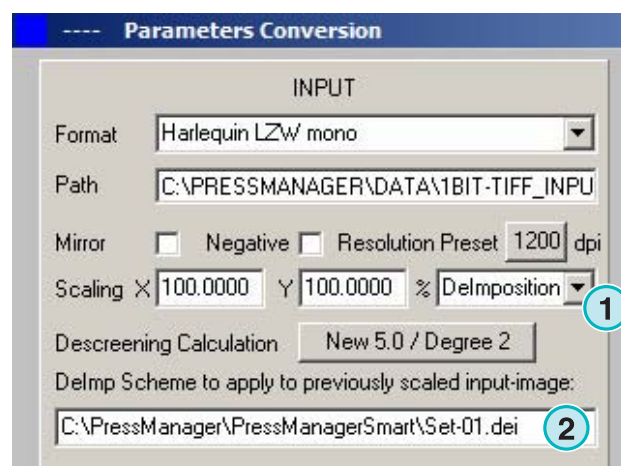 ---- Parameters Conversion
INPUT
Format Harlequin LZW mono
Path C:\PRESSMANAGER\DATA\1BIT-TIFF_INPU
Mirror Negative Resolution Preset 1200 dpi
Scaling X 100.0000 Y 100.0000 % DeImposition
1
Descreening Calculation New 5.0 / Degree 2
DeImp Scheme to apply to previously scaled input-image:
C:\PressManager\PressManagerSmart\Set-01.dei 2